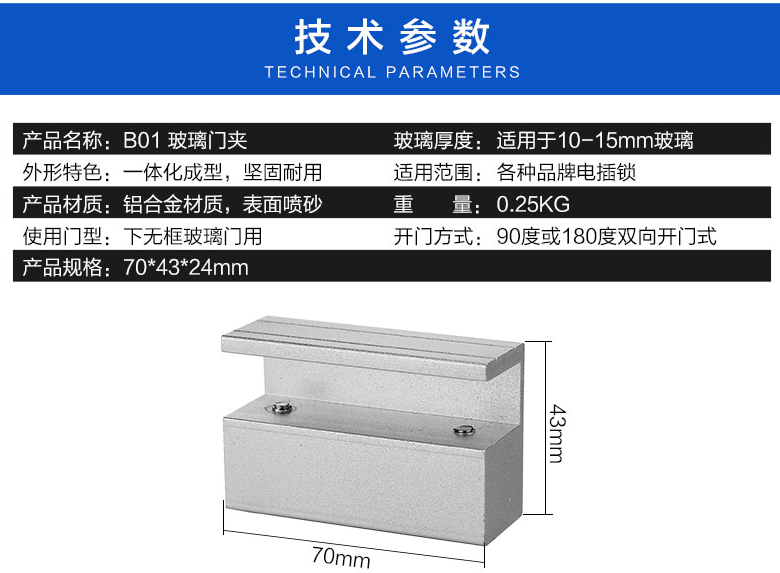 技术参数
TECHNICAL PARAMETERS
产品名称：B01 玻璃门夹 玻璃厚度：适用于10-15mm玻璃
外形特色：一体化成型，坚固耐用 适用范围：各种品牌电插锁
产品材质：铝合金材质，表面喷砂 重 量：0.25KG
使用门型：下无框玻璃门用 开门方式：90度或180度双向开门式
产品规格：70*43*24mm
43mm
70mm